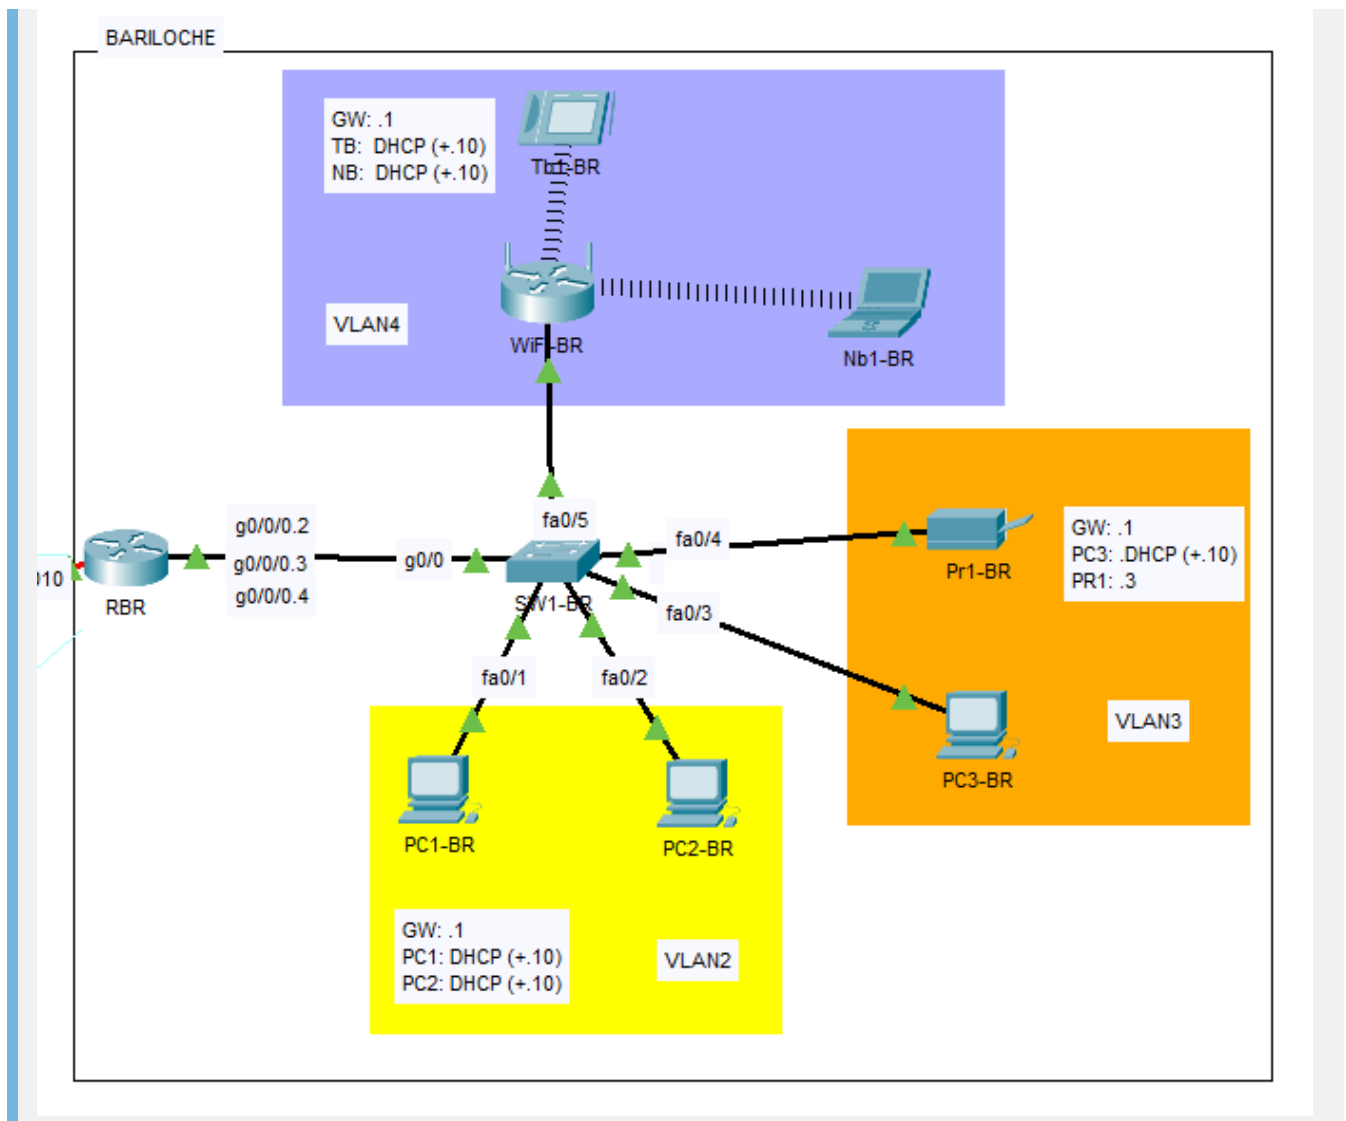 BARILOCHE
GW: .1
TB: DHCP (+.10)
NB: DHCP (+.10)
Tb1-BR
VLAN4
WiFi-BR
Nb1-BR
g0/0/0.2
g0/0/0.3
g0/0/0.4
g0/0
fa0/5
fa0/4
fa0/3
010
RBR
SW1-BR
Pr1-BR
GW: .1
PC3: .DHCP (+.10)
PR1: .3
fa0/1
fa0/2
VLAN3
PC3-BR
PC1-BR
PC2-BR
GW: .1
PC1: DHCP (+.10)
PC2: DHCP (+.10)
VLAN2